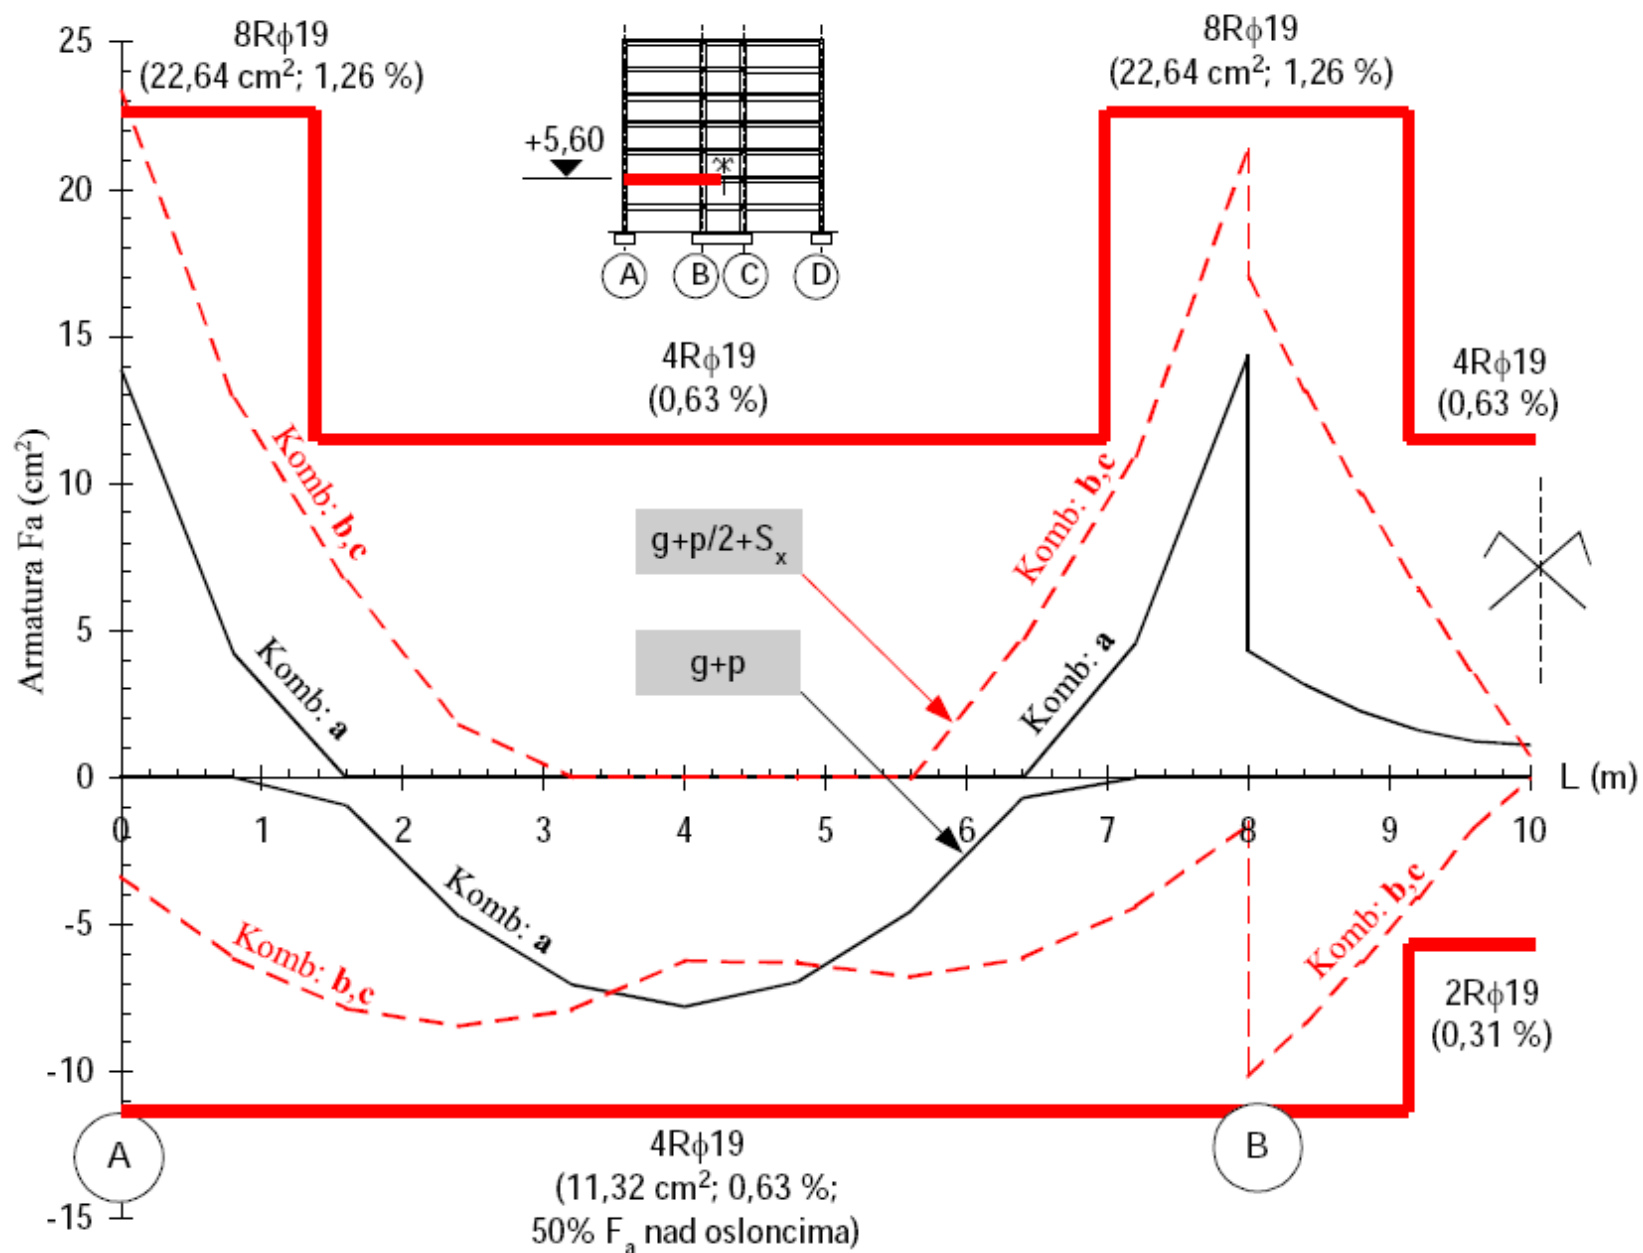 8Rϕ19
(22,64 cm²; 1,26 %)
8Rϕ19
(22,64 cm²; 1,26 %)
+5,60
A
B
C
D
4Rϕ19
(0,63 %)
4Rϕ19
(0,63 %)
Armatura Fa (cm²)
25
20
15
10
5
0
-5
-10
-15
Komb: b,c
Komb: a
g+p/2+Sₓ
g+p
Komb: b,c
Komb: a
L (m)
0 1 2 3 4 5 6 7 8 9 10
Komb: b,c
Komb: a
Komb: b,c
2Rϕ19
(0,31 %)
A
B
4Rϕ19
(11,32 cm²; 0,63 %;
50% Fₐ nad osloncima)